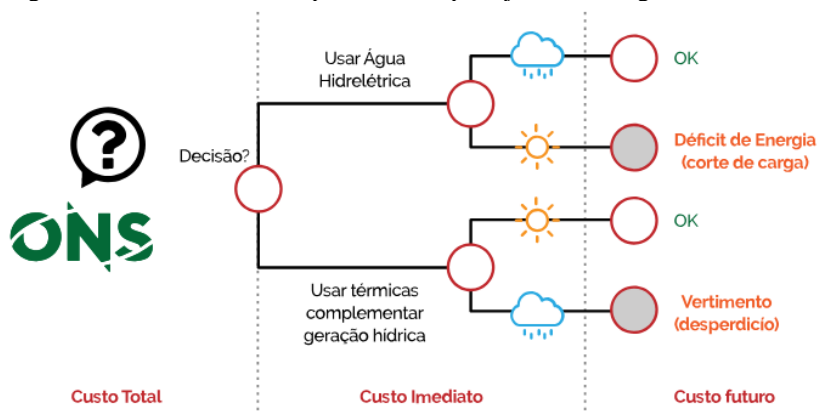 Usar Água
Hidrelétrica
OK
Decisão?
Déficit de Energia
(corte de carga)
?
ONS
OK
Usar térmicas
complementar
geração hídrica
Vertimento
(desperdicío)
Custo Total
Custo Imediato
Custo futuro